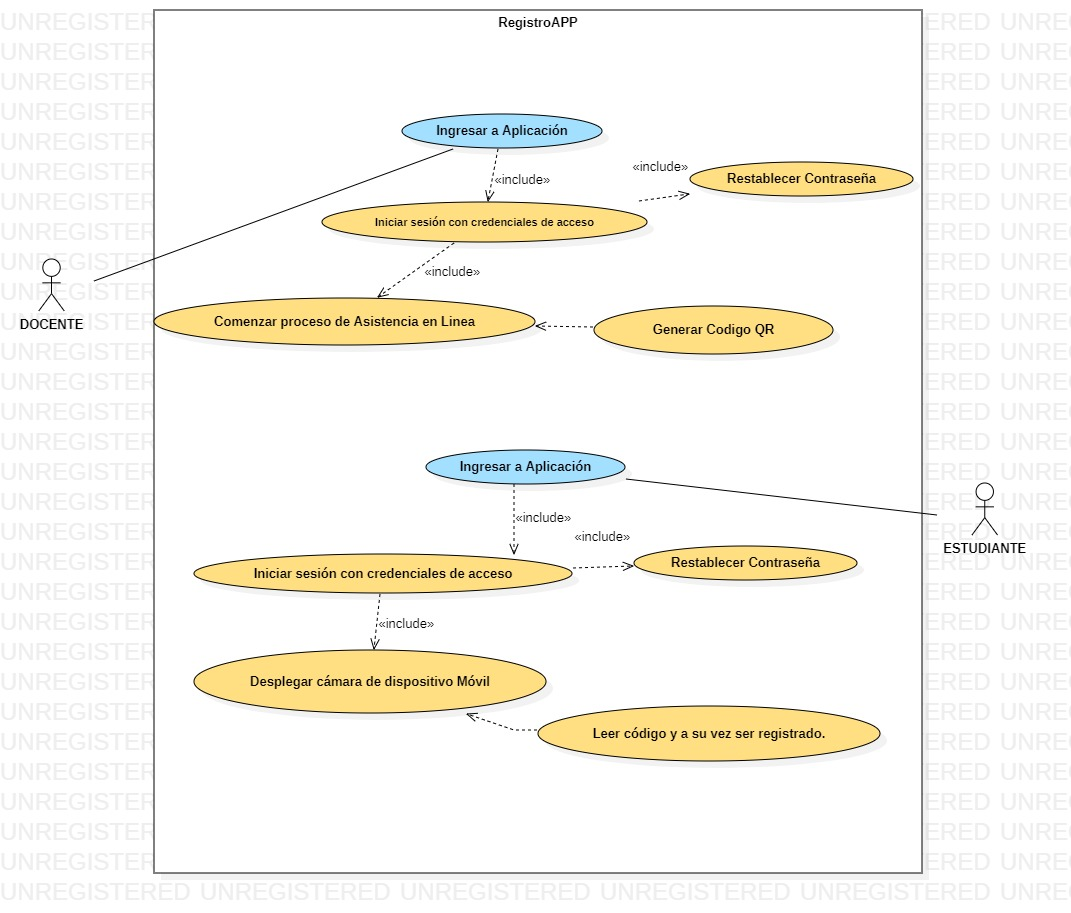 RegistroAPP
Ingresar a Aplicación
«include»
«include»
Restablecer Contraseña
Iniciar sesión con credenciales de acceso
«include»
DOCENTE
Comenzar proceso de Asistencia en Linea
Generar Codigo QR
Ingresar a Aplicación
«include»
ESTUDIANTE
«include»
Restablecer Contraseña
Iniciar sesión con credenciales de acceso
«include»
Desplegar cámara de dispositivo Móvil
Leer código y a su vez ser registrado.
UNREGISTERED UNREGISTERED UNREGISTERED UNREGISTERED UNREGISTERED UNRE